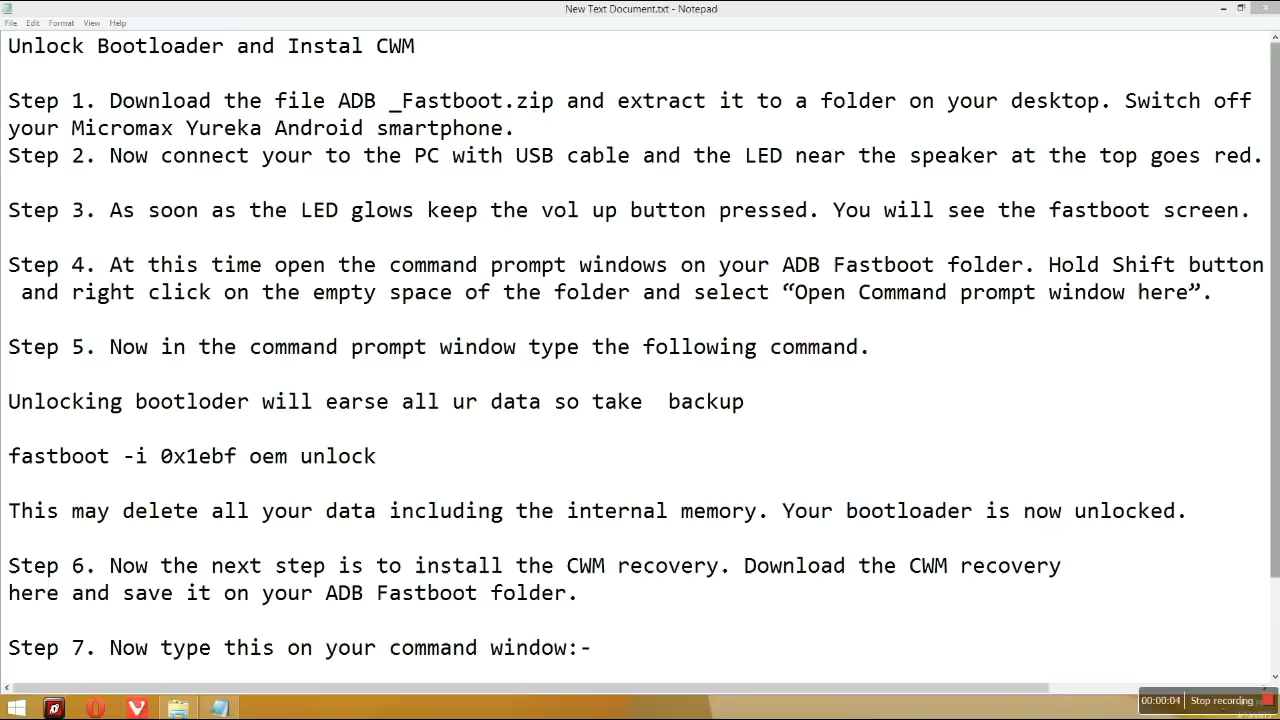 New Text Document.txt - Notepad
File Edit Format View Help
Unlock Bootloader and Instal CWM
Step 1. Download the file ADB _Fastboot.zip and extract it to a folder on your desktop. Switch off
your Micromax Yureka Android smartphone.
Step 2. Now connect your to the PC with USB cable and the LED near the speaker at the top goes red.
Step 3. As soon as the LED glows keep the vol up button pressed. You will see the fastboot screen.
Step 4. At this time open the command prompt windows on your ADB Fastboot folder. Hold Shift button
and right click on the empty space of the folder and select “Open Command prompt window here”.
Step 5. Now in the command prompt window type the following command.
Unlocking bootloder will earse all ur data so take  backup
fastboot -i 0x1ebf oem unlock
This may delete all your data including the internal memory. Your bootloader is now unlocked.
Step 6. Now the next step is to install the CWM recovery. Download the CWM recovery
here and save it on your ADB Fastboot folder.
Step 7. Now type this on your command window:-
00:00:04 Stop recording